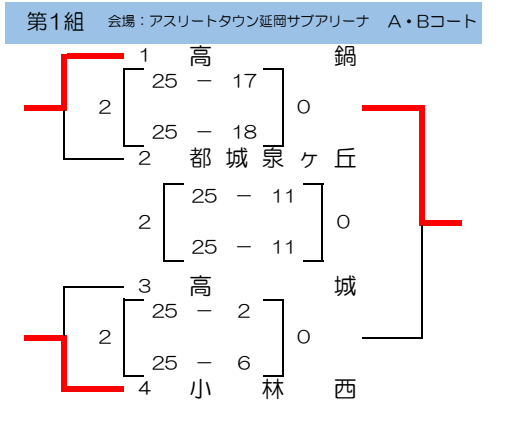 第1組 会場：アスリートタウン延岡サブアリーナ A・Bコート
1 高鍋
25 － 17
2 0
25 － 18
2 都城泉ヶ丘
25 － 11
2 0
25 － 11
3 高城
25 － 2
2 0
25 － 6
4 小林西